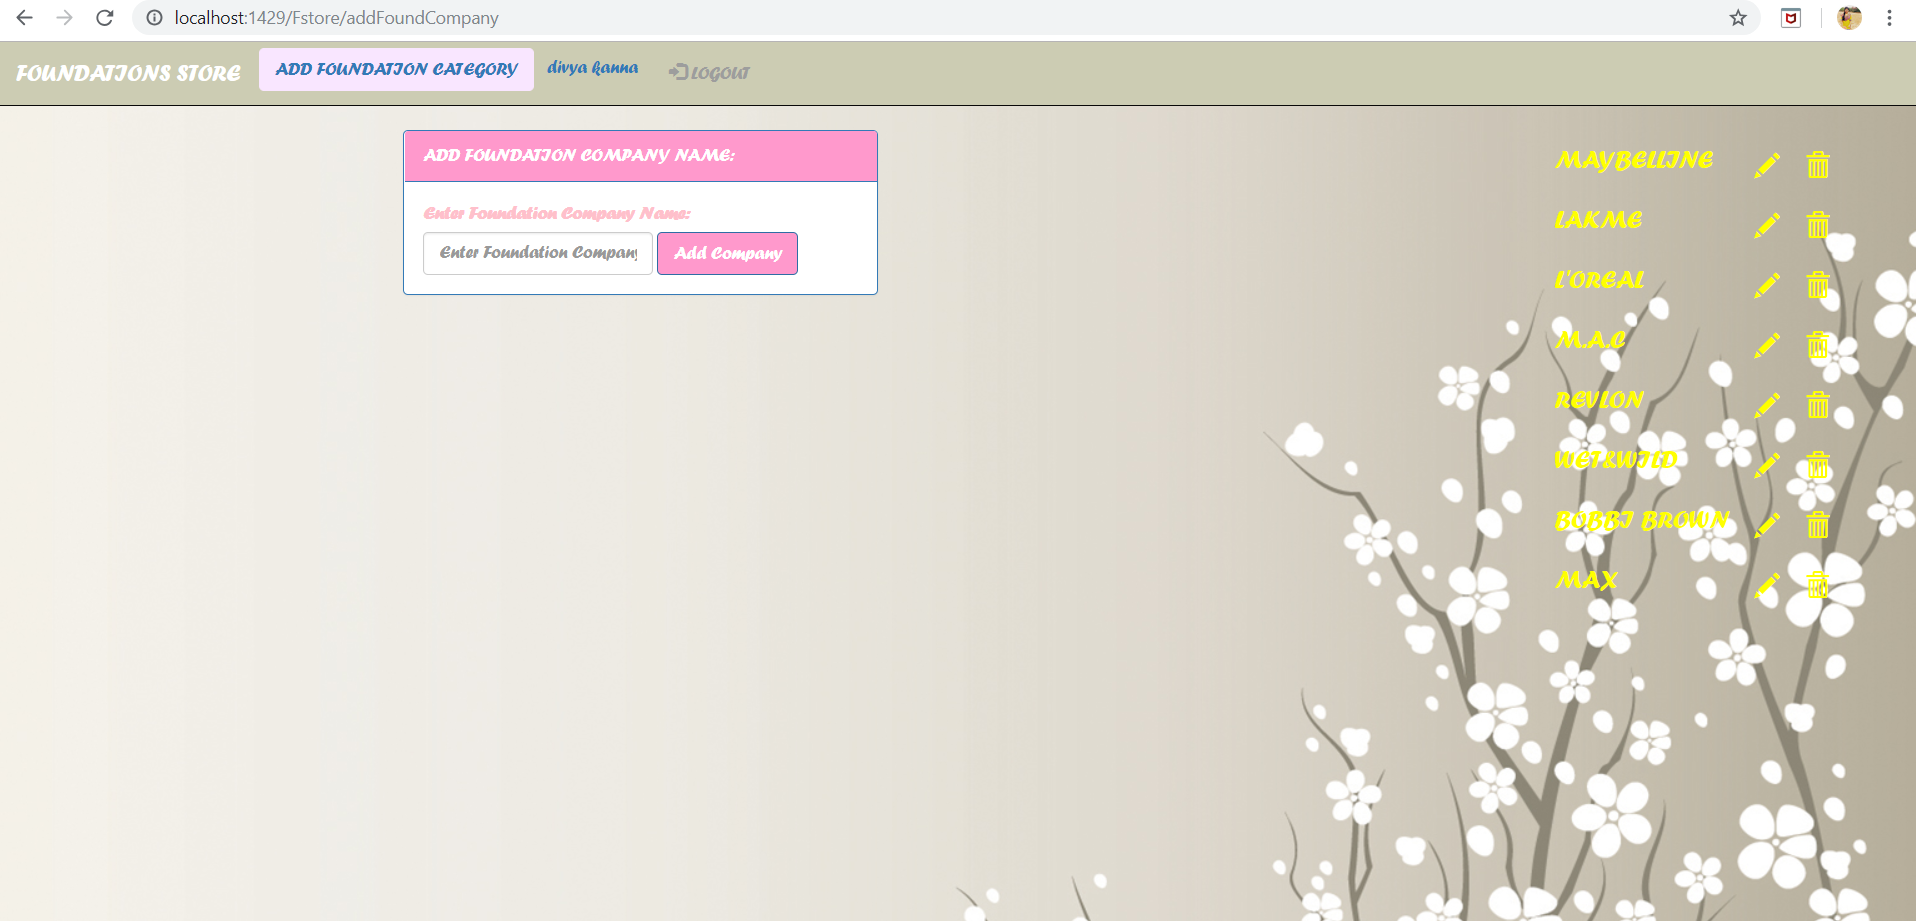 localhost:1429/Fstore/addFoundCompany
FOUNDATIONS STORE
ADD FOUNDATION CATEGORY
divya kanna
LOGOUT
ADD FOUNDATION COMPANY NAME:
Enter Foundation Company Name:
Enter Foundation Company
Add Company
MAYBELLINE
LAKME
L'OREAL
M.A.C
REVLON
WET&WILD
BOBBI BROWN
MAX